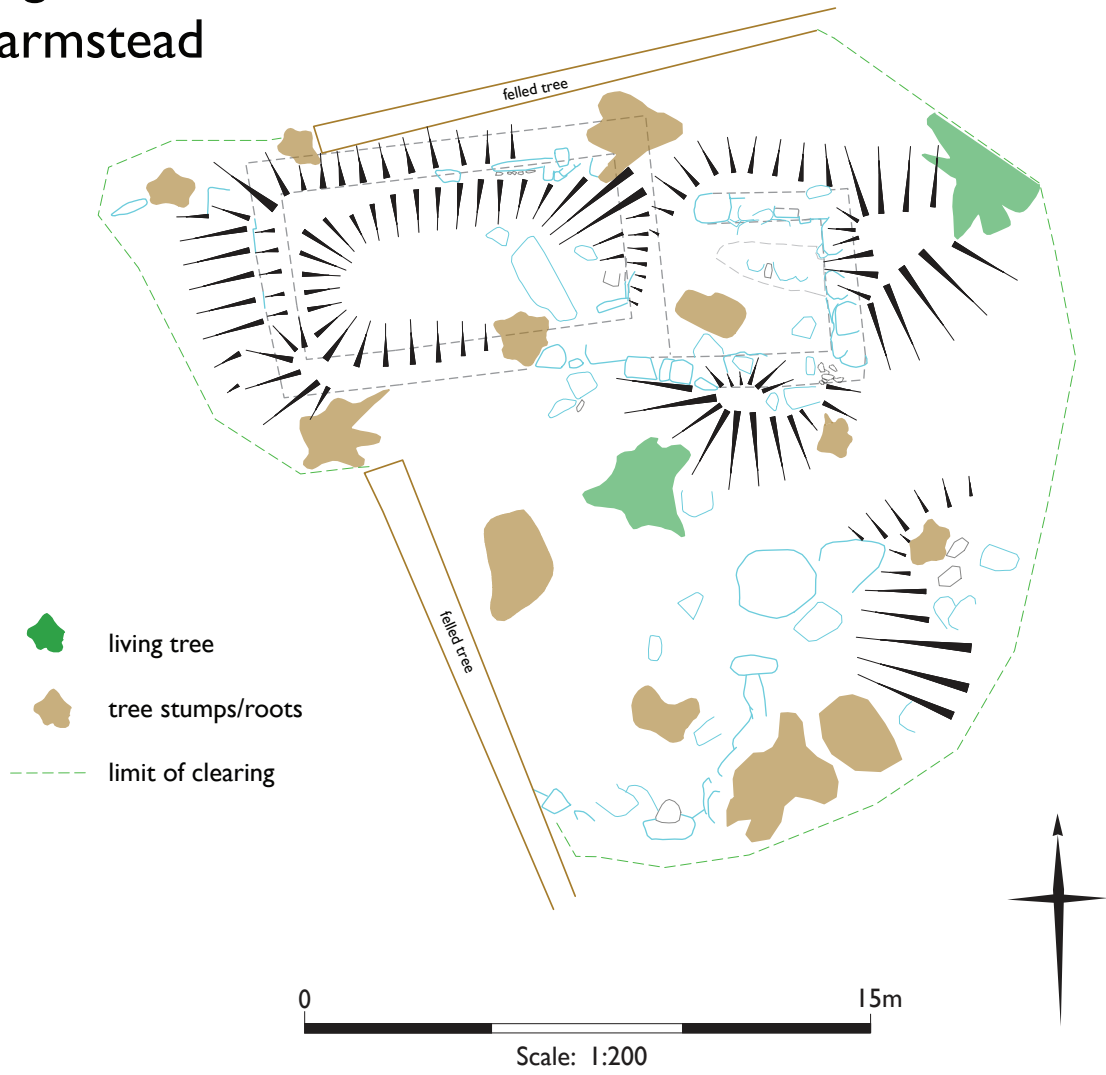 armstead
felled tree
felled tree
living tree
tree stumps/roots
limit of clearing
0
15m
Scale: 1:200